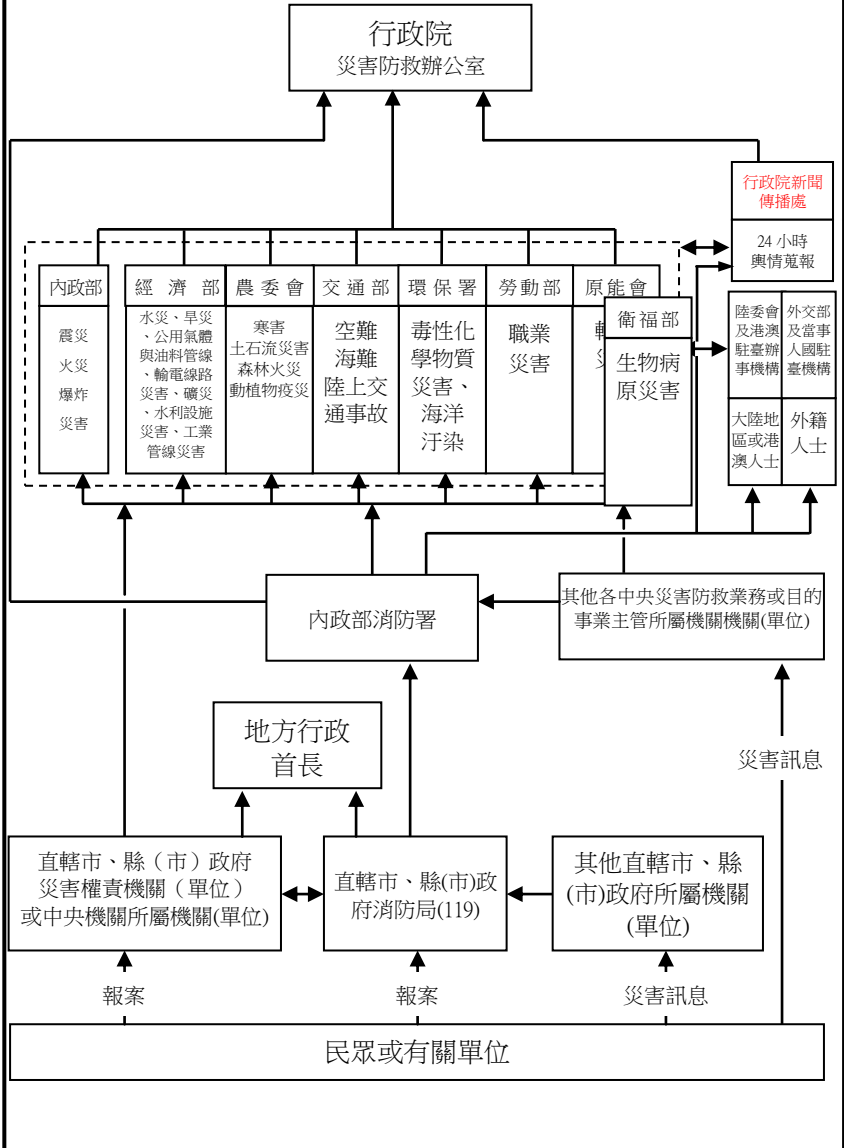 行政院
災害防救辦公室
行政院新聞
傳播處
24 小時
輿情蒐報
內政部
震災
火災
爆炸
災害
經濟部
水災、旱災
、公用氣體
與油料管線
、輸電線路
災害、礦災
、水利設施
災害、工業
管線災害
農委會
寒害
土石流災害
森林火災
動植物疫災
交通部
空難
海難
陸上交
通事故
環保署
毒性化
學物質
災害、
海洋
汙染
勞動部
職業
災害
原能會
衛福部
生物病
原災害
陸委會
及港澳
駐臺辦
事機構
外交部
及當事
人國駐
臺機構
大陸地
區或港
澳人士
外籍
人士
內政部消防署
其他各中央災害防救業務或目的
事業主管所屬機關機關(單位)
地方行政
首長
災害訊息
直轄市、縣（市）政府
災害權責機關（單位）
或中央機關所屬機關(單位)
直轄市、縣(市)政
府消防局(119)
其他直轄市、縣
(市)政府所屬機關
(單位)
報案
報案
災害訊息
民眾或有關單位